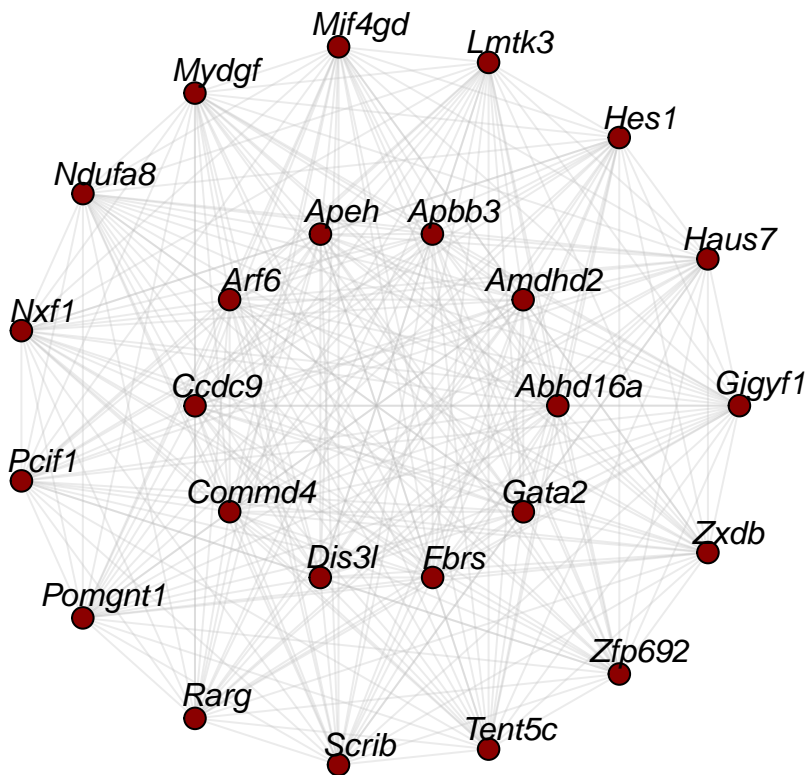 Mif4gd
Lmtk3
Mydgf
Hes1
Ndufa8
Apeh
Apbb3
Haus7
Arf6
Amdhd2
Nxf1
Ccdc9
Abhd16a
Gigyf1
Pcif1
Commd4
Gata2
Zxdb
Dis3l
Fbrs
Pomgnt1
Zfp692
Rarg
Tent5c
Scrib